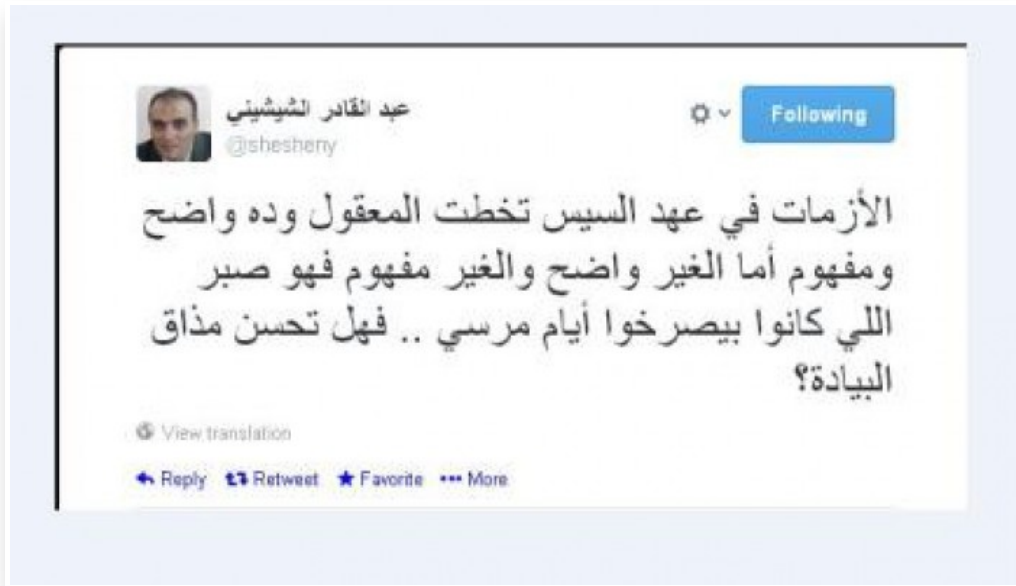 عبد القادر الشيشيني
@shesheny
Following
الأزمات في عهد السيس تخطت المعقول وده واضح
ومفهوم أما الغير واضح والغير مفهوم فهو صبر
اللي كانوا بيصرخوا أيام مرسي .. فهل تحسن مذاق
البيادة؟
View translation
Reply Retweet Favorite More